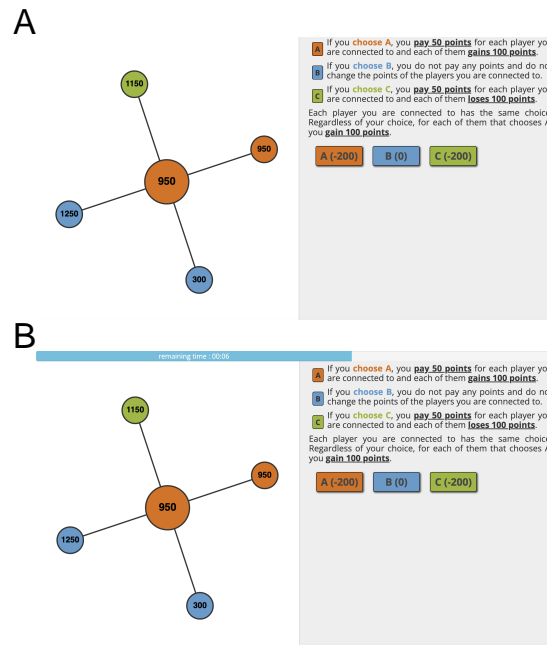 A
1150
950
950
1250
300
If you choose A, you pay 50 points for each player you
A are connected to and each of them gains 100 points.
If you choose B, you do not pay any points and do not
B change the points of the players you are connected to.
If you choose C, you pay 50 points for each player you
C are connected to and each of them loses 100 points.
Each player you are connected to has the same choice
Regardless of your choice, for each of them that chooses A
you gain 100 points.
A (-200) B (0) C (-200)
B
remaining time : 00:06
1150
950
950
1250
300
If you choose A, you pay 50 points for each player you
A are connected to and each of them gains 100 points.
If you choose B, you do not pay any points and do not
B change the points of the players you are connected to.
If you choose C, you pay 50 points for each player you
C are connected to and each of them loses 100 points.
Each player you are connected to has the same choice
Regardless of your choice, for each of them that chooses A
you gain 100 points.
A (-200) B (0) C (-200)